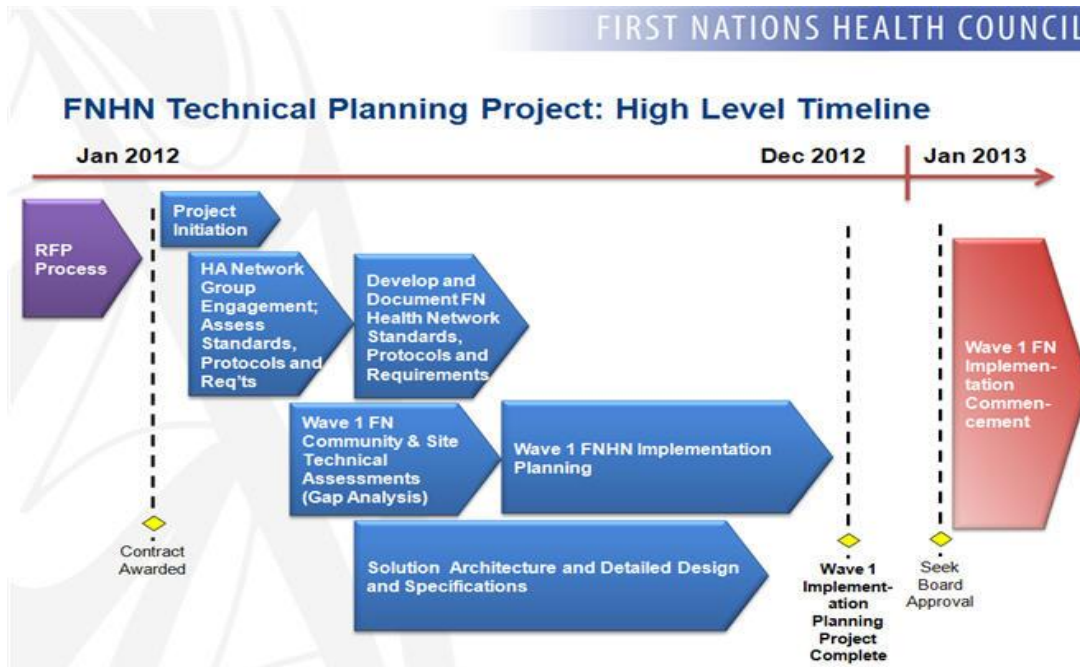 FIRST NATIONS HEALTH COUNCIL
FNHN Technical Planning Project: High Level Timeline
Jan 2012
Dec 2012
Jan 2013
RFP
Process
Project
Initiation
HA Network
Group
Engagement;
Assess
Standards,
Protocols and
Req'ts
Develop and
Document FN
Health Network
Standards,
Protocols and
Requirements
Wave 1 FN
Community & Site
Technical
Assessments
(Gap Analysis)
Wave 1 FNHN Implementation
Planning
Solution Architecture and Detailed Design
and Specifications
Wave 1 FN
Implemen-
tation
Commen-
cement
Contract
Awarded
Wave 1
Implement-
ation
Planning
Project
Complete
Seek
Board
Approval